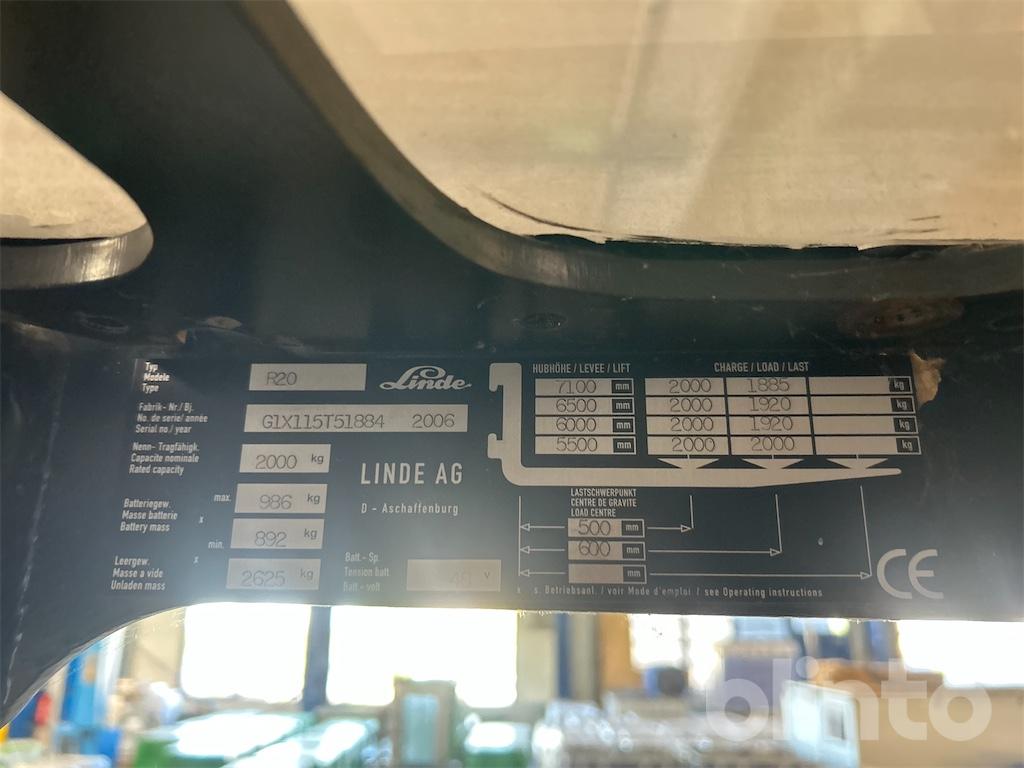 Typ
Modele
Type
R20
Linde
Fabrik- Nr./ Bj.
No. de serie/ année
Serial no / year
G1X115T51884 2006
Nenn- Tragfähigk.
Capacite nominale
Rated capacity
2000 kg
LINDE AG
D - Aschaffenburg
Batteriegew.
Masse batterie
Battery mass
x
max. 986 kg
min. 892 kg
Leergew.
Masse a vide
Unladen mass
x
2625 kg
Batt.- Sp.
Tension batt
Batt - volt
48 V
HUBHÖHE / LEVEE / LIFT CHARGE / LOAD / LAST
7100 mm 2000 1885 kg
6500 mm 2000 1920 kg
6000 mm 2000 1920 kg
5500 mm 2000 2000 kg
LASTSCHWERPUNKT
CENTRE DE GRAVITE
LOAD CENTRE
500 mm
600 mm
mm
x s. Betriebsanl. / voir Mode d'emploi / see Operating instructions
CE
blinto